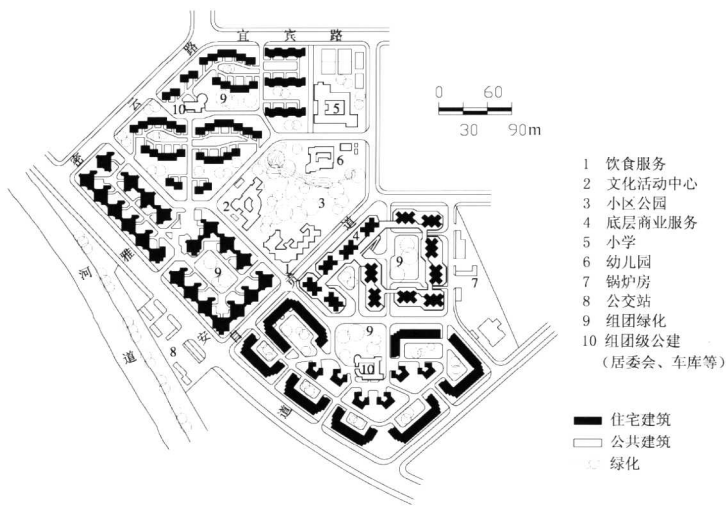 宜宾路
密云路
雅安道
河道
道
道
9
10
5
6
3
2
4
9
7
9
9
8
10
0 60
30 90m
1 饮食服务
2 文化活动中心
3 小区公园
4 底层商业服务
5 小学
6 幼儿园
7 锅炉房
8 公交站
9 组团绿化
10 组团级公建
(居委会、车库等)
住宅建筑
公共建筑
绿化